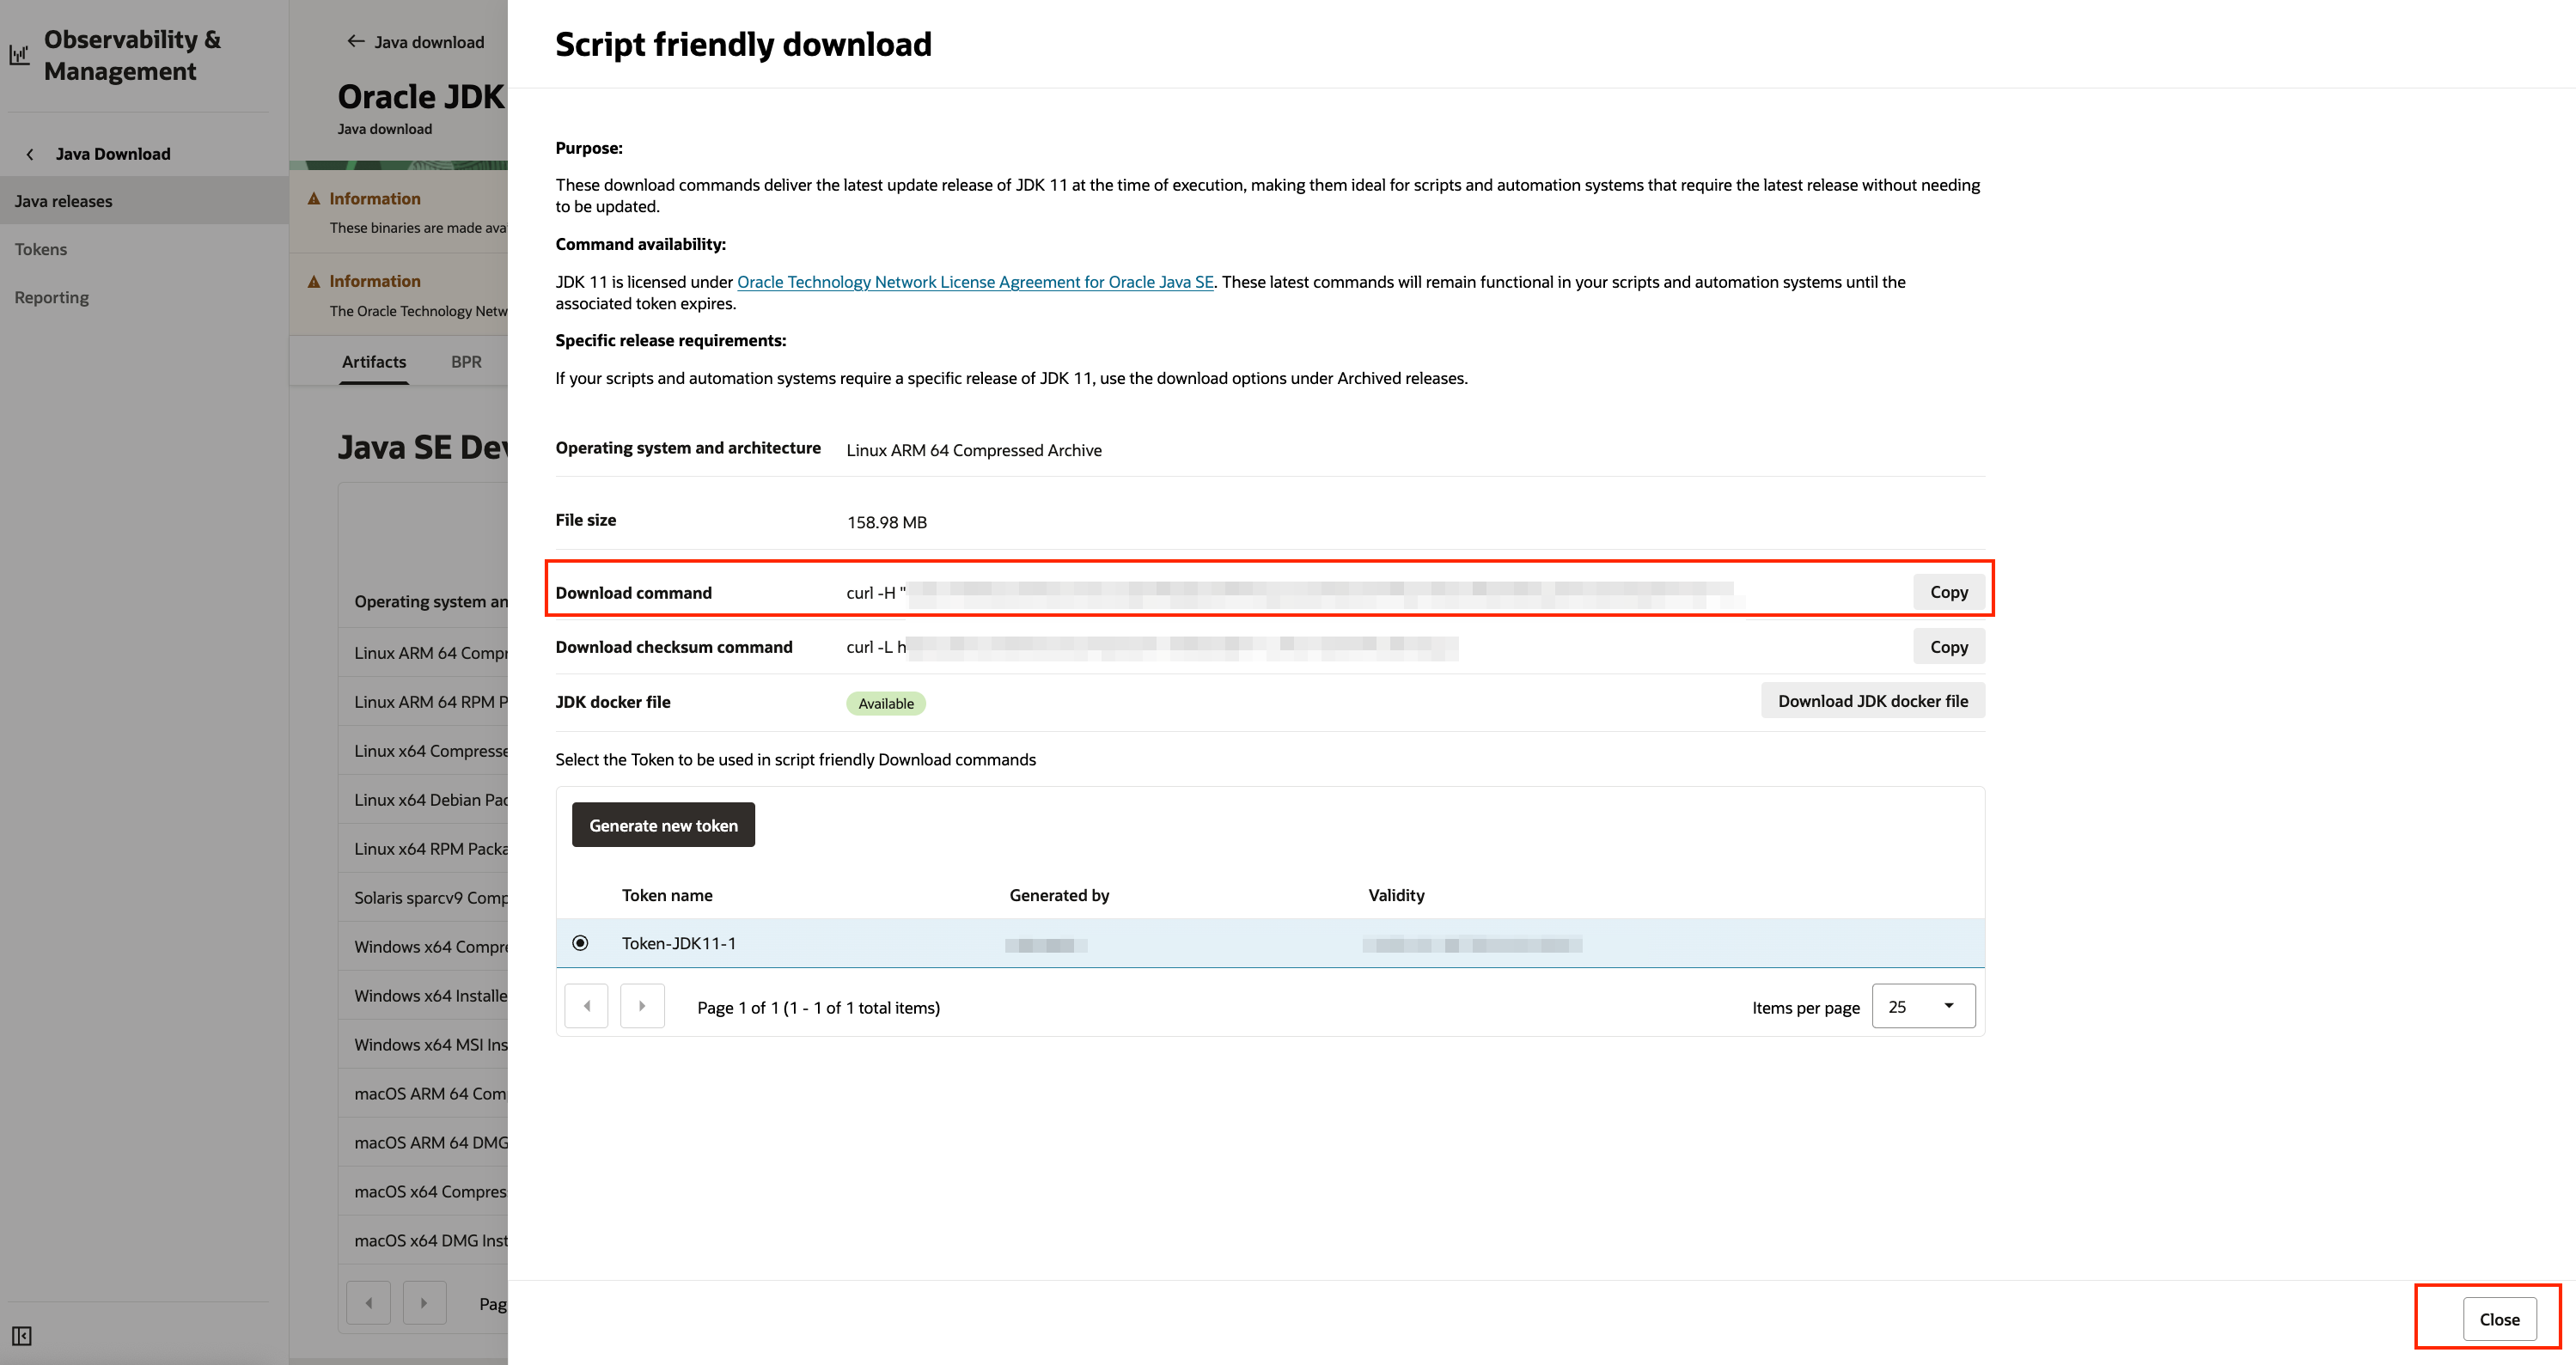 Observability &
Management
Java Download
Java releases
Tokens
Reporting
Java download
Oracle JDK
Java download
Information
These binaries are made ava
Information
The Oracle Technology Netw
Artifacts
BPR
Java SE Dev
Operating system an
Linux ARM 64 Compr
Linux ARM 64 RPM P
Linux x64 Compresse
Linux x64 Debian Pac
Linux x64 RPM Packa
Solaris sparcv9 Comp
Windows x64 Compre
Windows x64 Installe
Windows x64 MSI Ins
macOS ARM 64 Com
macOS ARM 64 DMG
macOS x64 Compres
macOS x64 DMG Inst
Pag
Script friendly download
Purpose:
These download commands deliver the latest update release of JDK 11 at the time of execution, making them ideal for scripts and automation systems that require the latest release without needing
to be updated.
Command availability:
JDK 11 is licensed under Oracle Technology Network License Agreement for Oracle Java SE. These latest commands will remain functional in your scripts and automation systems until the
associated token expires.
Specific release requirements:
If your scripts and automation systems require a specific release of JDK 11, use the download options under Archived releases.
Operating system and architecture Linux ARM 64 Compressed Archive
File size 158.98 MB
Download command curl -H " Copy
Download checksum command curl -L h Copy
JDK docker file Available Download JDK docker file
Select the Token to be used in script friendly Download commands
Generate new token
Token name Generated by Validity
Token-JDK11-1
Page 1 of 1 (1 - 1 of 1 total items) Items per page 25
Close